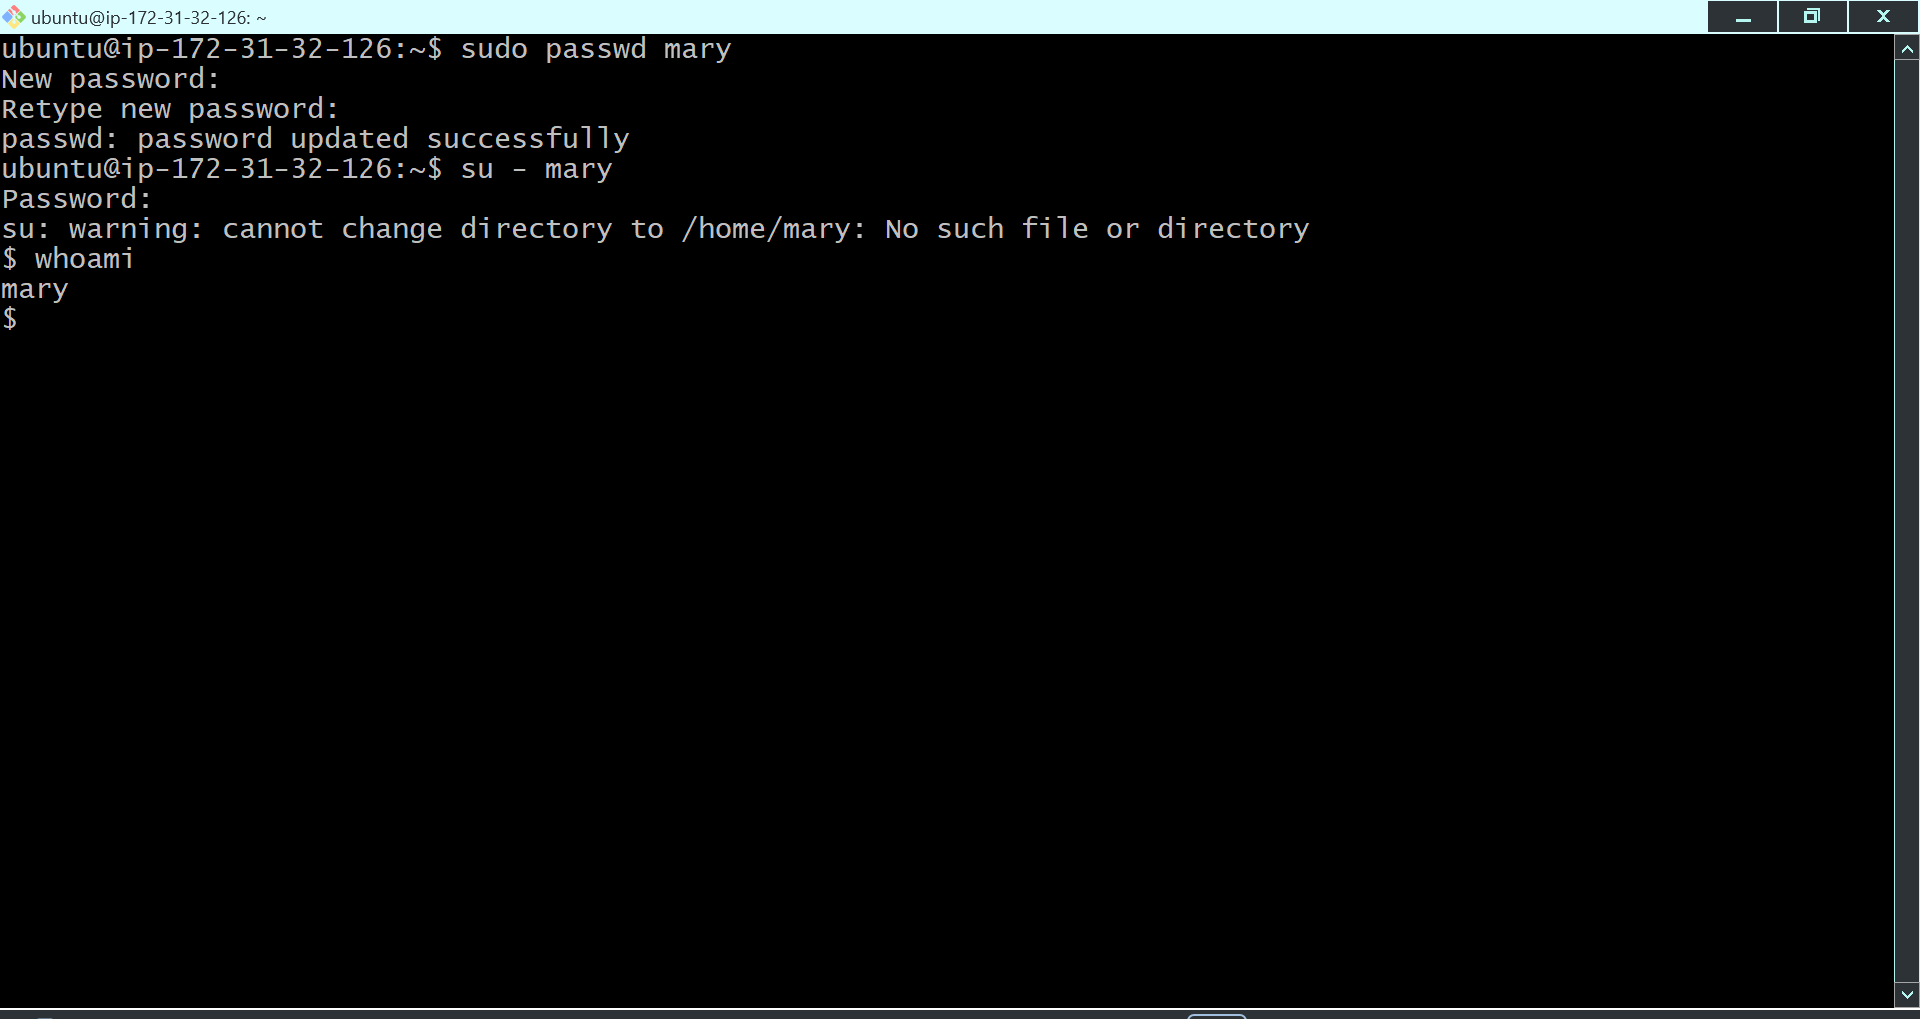 ubuntu@ip-172-31-32-126: ~
ubuntu@ip-172-31-32-126:~$ sudo passwd mary
New password:
Retype new password:
passwd: password updated successfully
ubuntu@ip-172-31-32-126:~$ su - mary
Password:
su: warning: cannot change directory to /home/mary: No such file or directory
$ whoami
mary
$